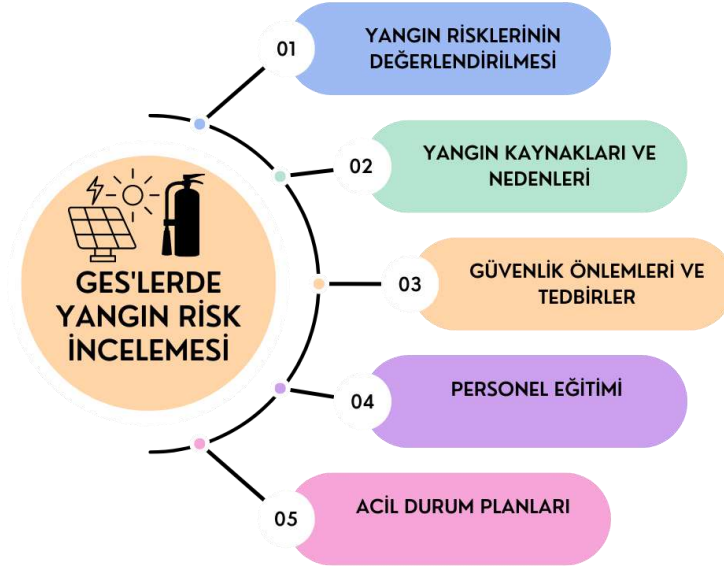 GES'LERDE
YANGIN RİSK
İNCELEMESİ
01
YANGIN RİSKLERİNİN
DEĞERLENDİRİLMESİ
02
YANGIN KAYNAKLARI VE
NEDENLERİ
03
GÜVENLİK ÖNLEMLERİ VE
TEDBİRLER
04
PERSONEL EĞİTİMİ
05
ACİL DURUM PLANLARI